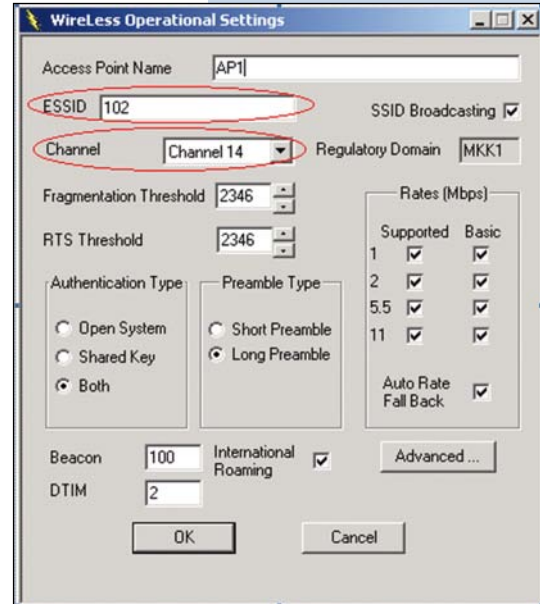 WireLess Operational Settings
Access Point Name AP1
ESSID 102 SSID Broadcasting
Channel Channel 14 Regulatory Domain MKK1
Fragmentation Threshold 2346
RTS Threshold 2346
Rates (Mbps)
Supported Basic
1
2
5.5
11
Auto Rate
Fall Back
Authentication Type
Open System
Shared Key
Both
Preamble Type
Short Preamble
Long Preamble
Beacon 100
International
Roaming
Advanced ...
DTIM 2
OK Cancel